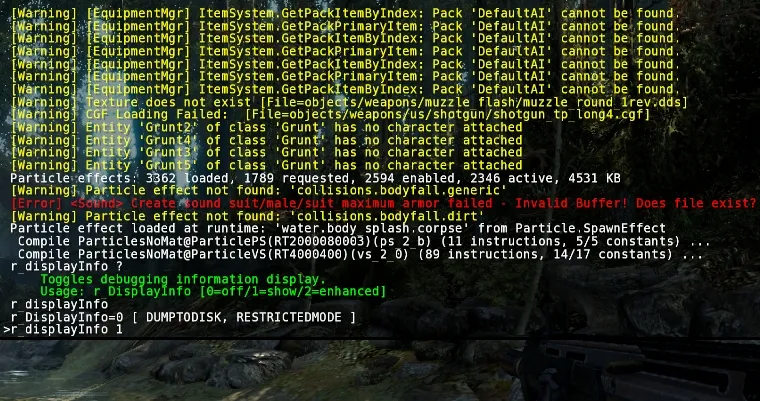 [Warning] [EquipmentMgr] ItemSystem.GetPackItemByIndex: Pack 'DefaultAI' cannot be found.
[Warning] [EquipmentMgr] ItemSystem.GetPackPrimaryItem: Pack 'DefaultAI' cannot be found.
[Warning] [EquipmentMgr] ItemSystem.GetPackItemByIndex: Pack 'DefaultAI' cannot be found.
[Warning] [EquipmentMgr] ItemSystem.GetPackPrimaryItem: Pack 'DefaultAI' cannot be found.
[Warning] [EquipmentMgr] ItemSystem.GetPackItemByIndex: Pack 'DefaultAI' cannot be found.
[Warning] [EquipmentMgr] ItemSystem.GetPackPrimaryItem: Pack 'DefaultAI' cannot be found.
[Warning] Texture does not exist [File=objects/weapons/muzzle_flash/muzzle_round_1rev.dds]
[Warning] CGF Loading Failed:  [File=objects/weapons/us/shotgun/shotgun_tp_long4.cgf]
[Warning] Entity 'Grunt2' of class 'Grunt' has no character attached
[Warning] Entity 'Grunt4' of class 'Grunt' has no character attached
[Warning] Entity 'Grunt3' of class 'Grunt' has no character attached
[Warning] Entity 'Grunt5' of class 'Grunt' has no character attached
Particle effects: 3362 loaded, 1789 requested, 2594 enabled, 2346 active, 4531 KB
[Warning] Particle effect not found: 'collisions.bodyfall.generic'
[Error] <Sound> Create sound suit/male/suit maximum armor failed - Invalid Buffer! Does file exist?
[Warning] Particle effect not found: 'collisions.bodyfall.dirt'
Particle effect loaded at runtime: 'water.body_splash.corpse' from Particle.SpawnEffect
Compile ParticlesNoMat@ParticlePS(RT2000080003)(ps_2_b) (11 instructions, 5/5 constants) ...
Compile ParticlesNoMat@ParticleVS(RT4000400)(vs_2_0) (89 instructions, 14/17 constants) ...
r_displayInfo ?
Toggles debugging information display.
Usage: r_DisplayInfo [0=off/1=show/2=enhanced]
r_displayInfo
r_DisplayInfo=0 [ DUMPTODISK, RESTRICTEDMODE ]
>r_displayInfo 1